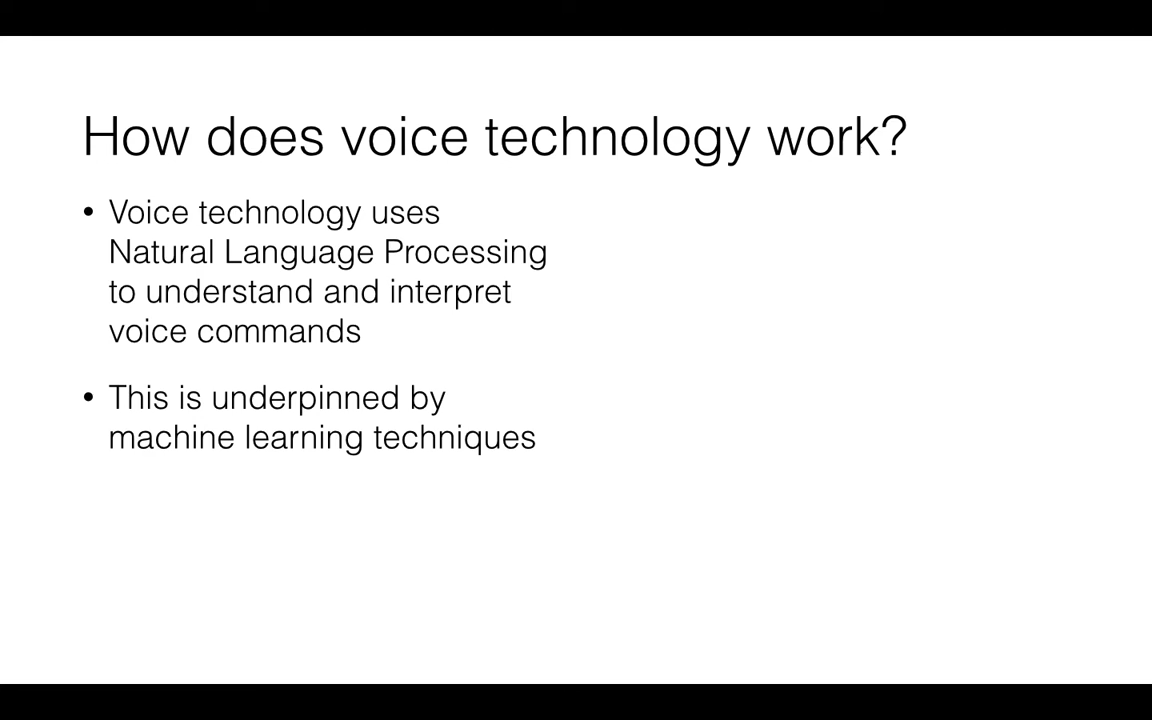 How does voice technology work?
• Voice technology uses
Natural Language Processing
to understand and interpret
voice commands
• This is underpinned by
machine learning techniques